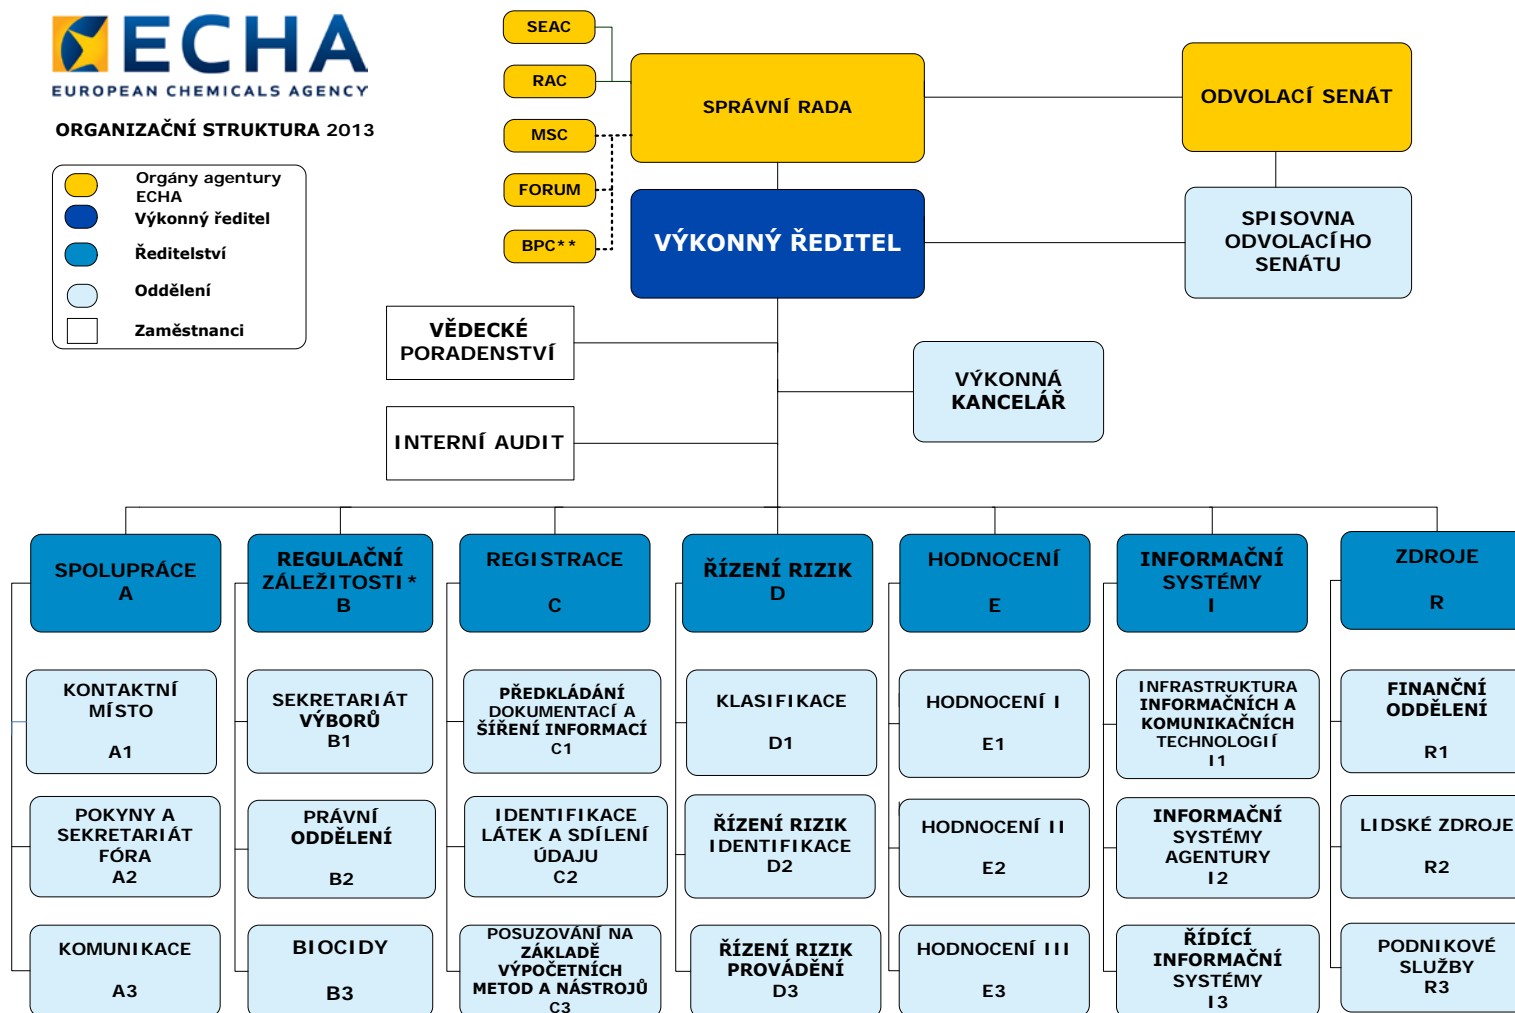 ECHA
EUROPEAN CHEMICALS AGENCY
ORGANIZAČNÍ STRUKTURA 2013
Orgány agentury
ECHA
Výkonný ředitel
Ředitelství
Oddělení
Zaměstnanci
SEAC
RAC
MSC
FORUM
BPC**
SPRÁVNÍ RADA
ODVOLACÍ SENÁT
VÝKONNÝ ŘEDITEL
SPISOVNA
ODVOLACÍHO
SENÁTU
VĚDECKÉ
PORADENSTVÍ
VÝKONNÁ
KANCELÁŘ
INTERNÍ AUDIT
SPOLUPRÁCE
A
REGULAČNÍ
ZÁLEŽITOSTI*
B
REGISTRACE
C
ŘÍZENÍ RIZIK
D
HODNOCENÍ
E
INFORMAČNÍ
SYSTÉMY
I
ZDROJE
R
KONTAKTNÍ
MÍSTO
A1
SEKRETARIÁT
VÝBORŮ
B1
PŘEDKLÁDÁNÍ
DOKUMENTACÍ A
ŠÍŘENÍ INFORMACÍ
C1
KLASIFIKACE
D1
HODNOCENÍ I
E1
INFRASTRUKTURA
INFORMAČNÍCH A
KOMUNIKAČNÍCH
TECHNOLOGIÍ
I1
FINANČNÍ
ODDĚLENÍ
R1
POKYNY A
SEKRETARIÁT
FÓRA
A2
PRÁVNÍ
ODDĚLENÍ
B2
IDENTIFIKACE
LÁTEK A SDÍLENÍ
ÚDAJU
C2
ŘÍZENÍ RIZIK
IDENTIFIKACE
D2
HODNOCENÍ II
E2
INFORMAČNÍ
SYSTÉMY
AGENTURY
I2
LIDSKÉ ZDROJE
R2
KOMUNIKACE
A3
BIOCIDY
B3
POSUZOVÁNÍ NA
ZÁKLADĚ
VÝPOČETNÍCH
METOD A NÁSTROJŮ
C3
ŘÍZENÍ RIZIK
PROVÁDĚNÍ
D3
HODNOCENÍ III
E3
ŘÍDÍCÍ
INFORMAČNÍ
SYSTÉMY
I3
PODNIKOVÉ
SLUŽBY
R3